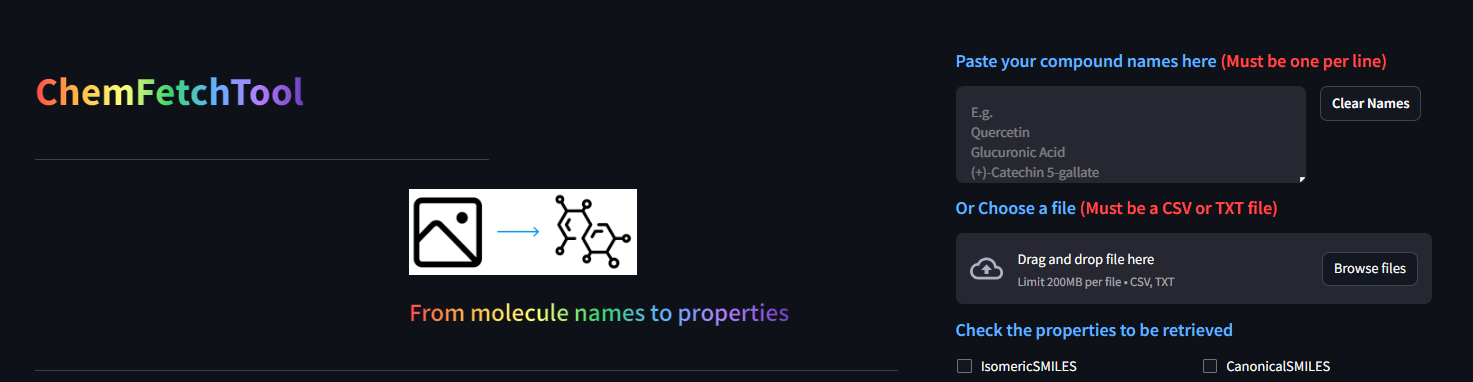 ChemFetchTool
From molecule names to properties
Paste your compound names here (Must be one per line)
E.g.
Quercetin
Glucuronic Acid
(+)-Catechin 5-gallate
Clear Names
Or Choose a file (Must be a CSV or TXT file)
Drag and drop file here
Limit 200MB per file • CSV, TXT
Browse files
Check the properties to be retrieved
IsomericSMILES
CanonicalSMILES